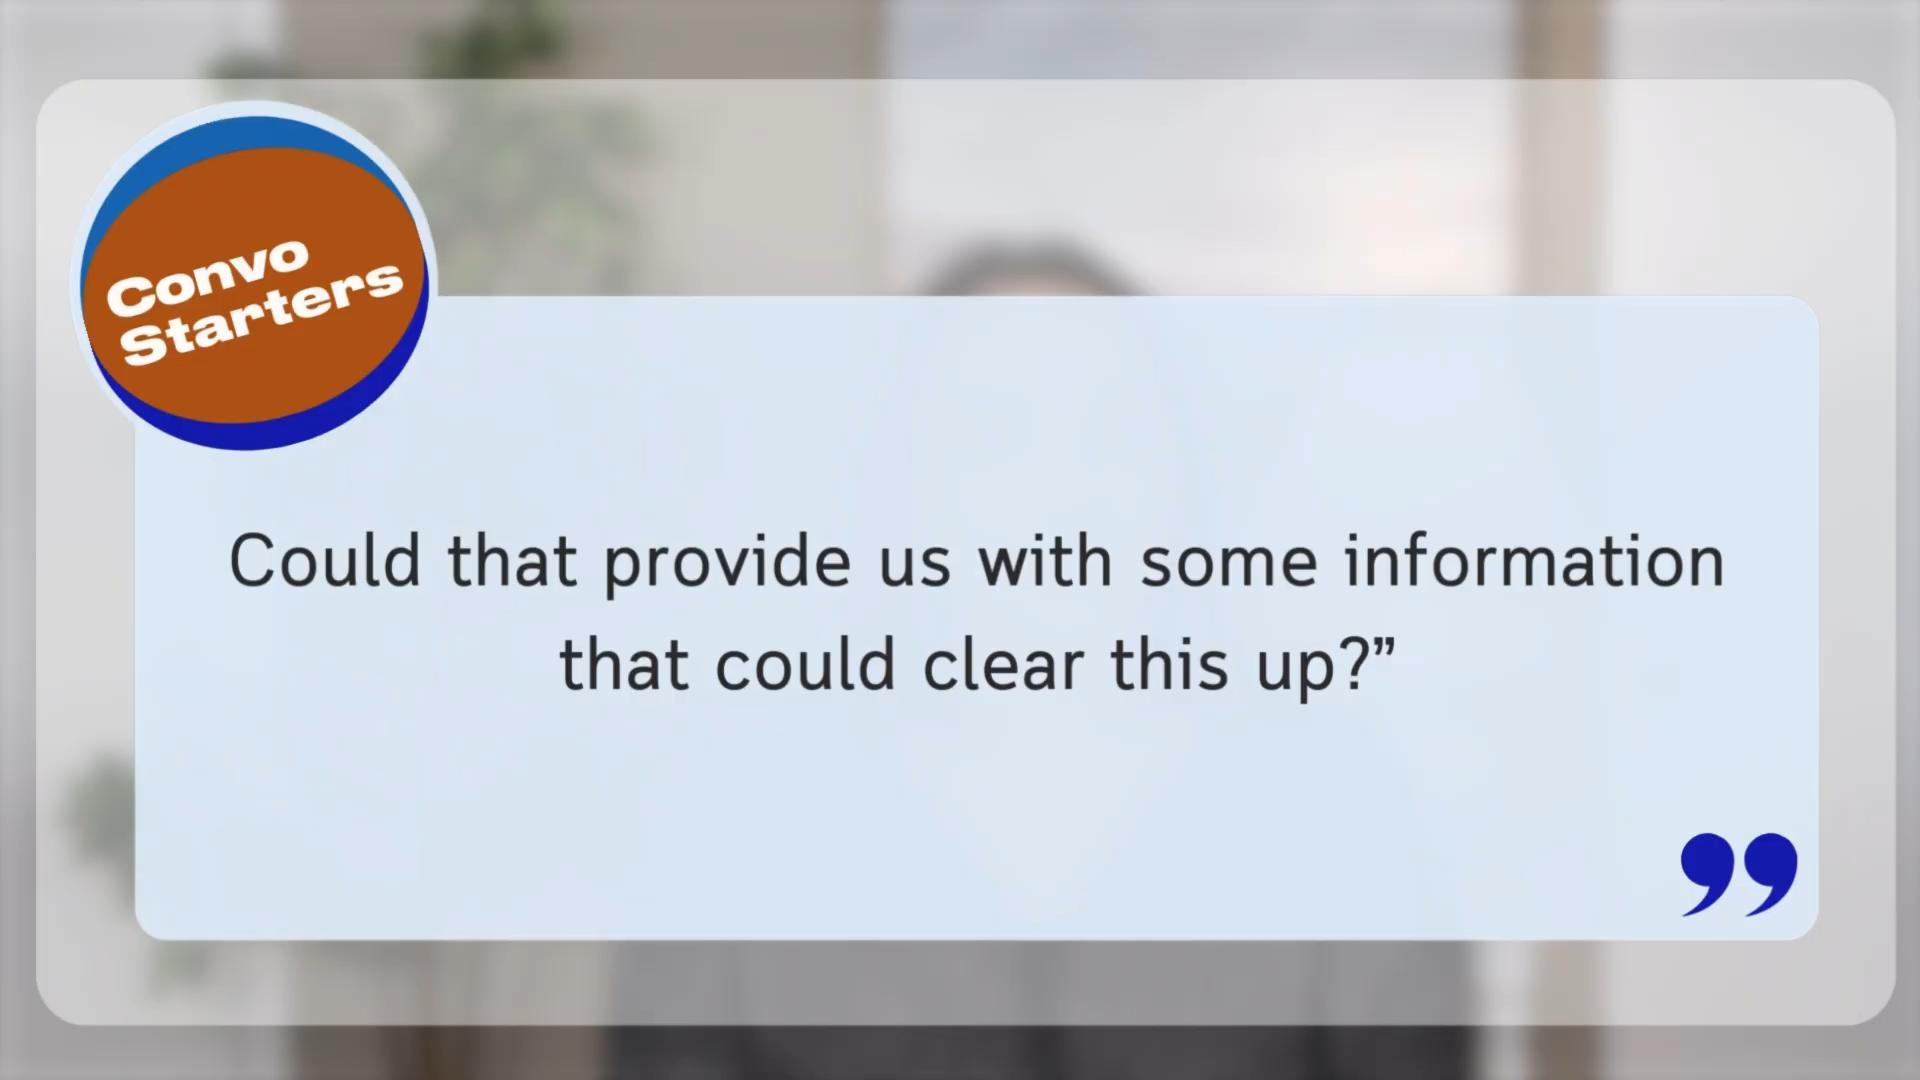 Convo
Starters
Could that provide us with some information
that could clear this up?”
”